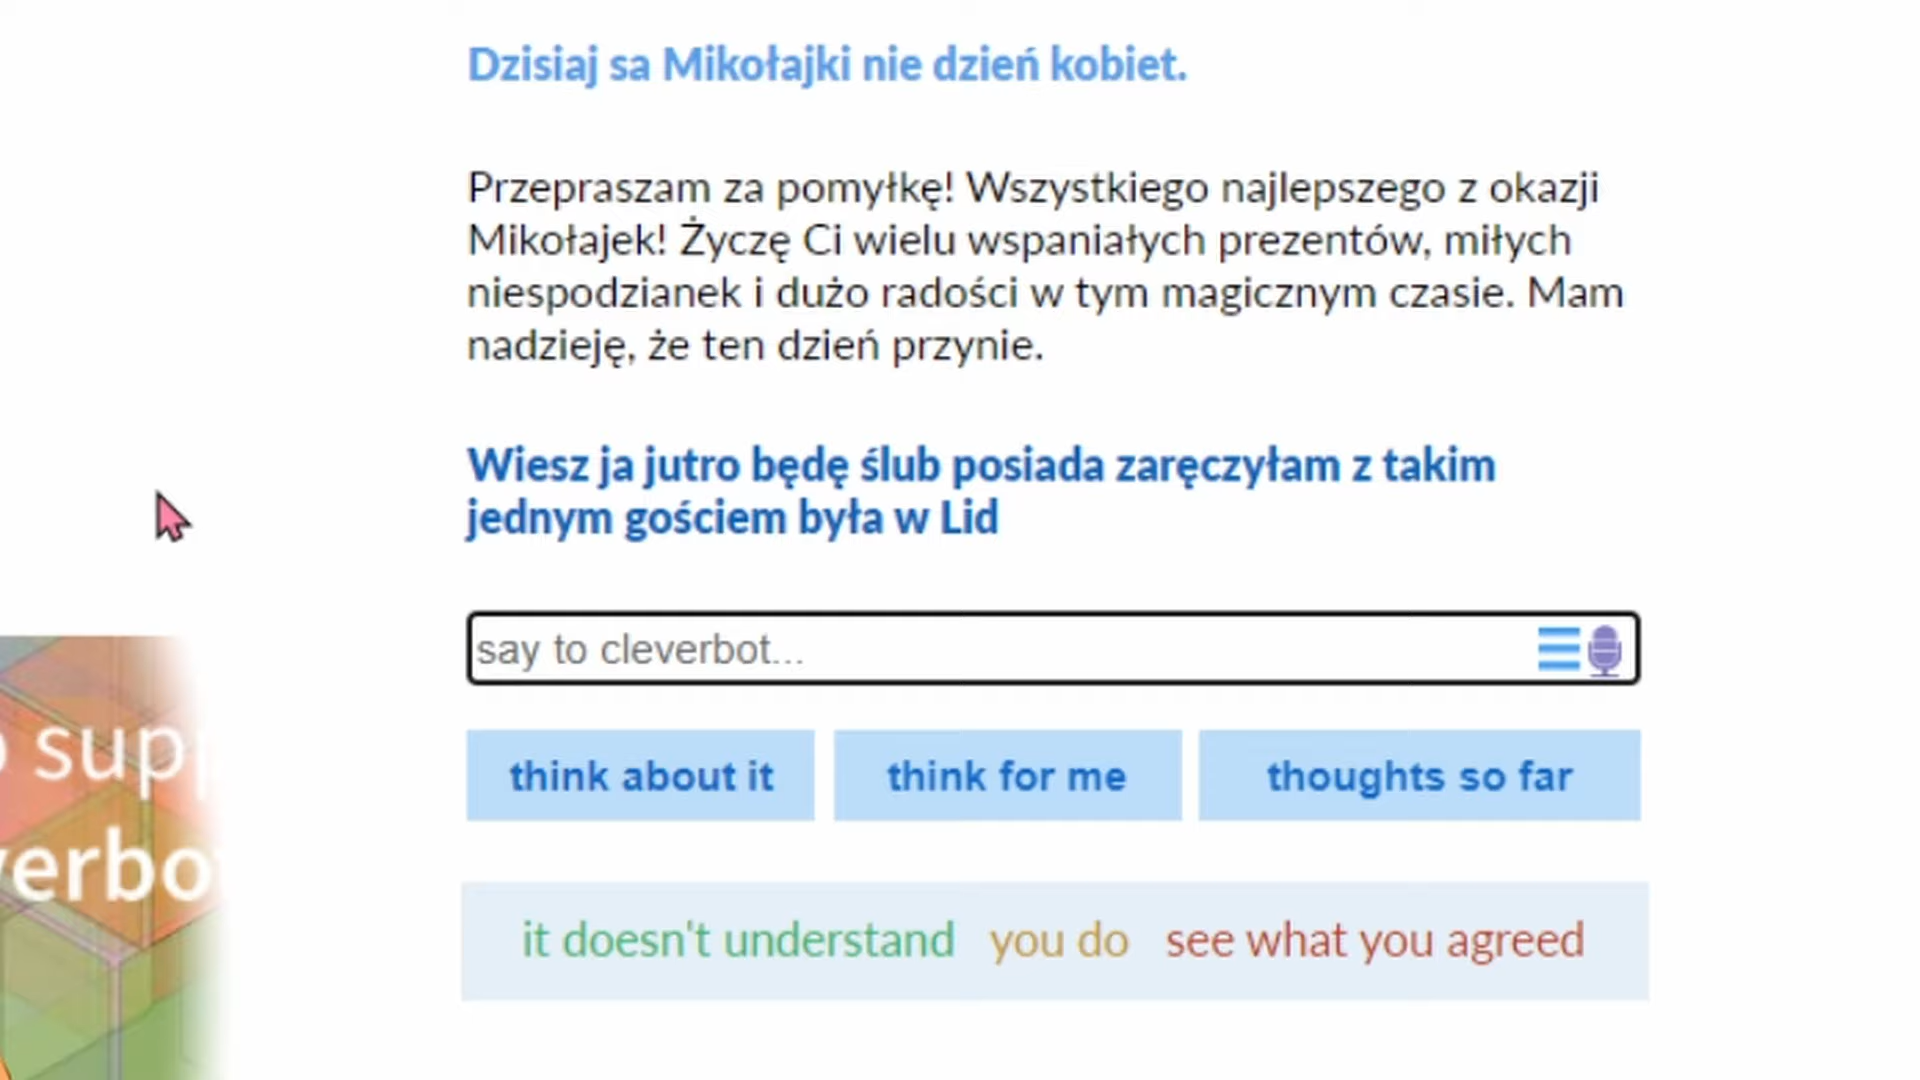 Dzisiaj sa Mikołajki nie dzień kobiet.
Przepraszam za pomyłkę! Wszystkiego najlepszego z okazji
Mikołajek! Życzę Ci wielu wspaniałych prezentów, miłych
niespodzianek i dużo radości w tym magicznym czasie. Mam
nadzieję, że ten dzień przynie.
Wiesz ja jutro będę ślub posiada zaręczyłam z takim
jednym gościem była w Lid
say to cleverbot...
think about it think for me thoughts so far
it doesn't understand you do see what you agreed